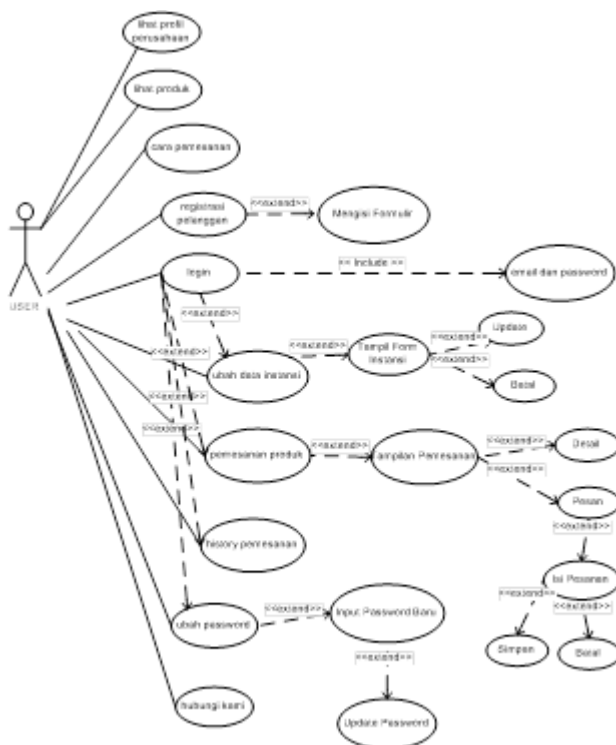 lihat profil
perusahaan
lihat produk
cara pemesanan
registrasi
pelanggan
<<extend>>
Mengisi Formulir
USER
login
<< Include >>
email dan password
<<extend>>
<<extend>>
ubah data instansi
<<extend>>
Tampil Form
Instansi
<<extend>>
Update
<<extend>>
Batal
<<extend>>
<<extend>>
pemesanan produk
<<extend>>
ampilan Pemesanan
<<extend>>
Detail
<<extend>>
Pesan
<<extend>>
history pemesanan
Isi Pesanan
<<extend>>
<<extend>>
Simpan
Batal
ubah password
<<extend>>
Input Password Baru
<<extend>>
Update Password
hubungi kami